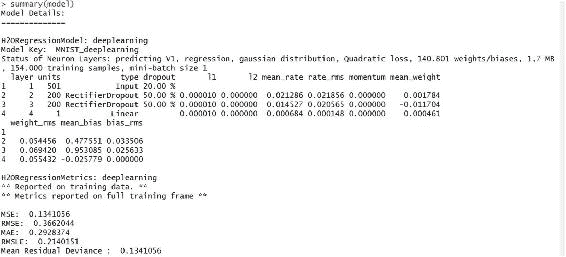 > summary(model)
Model Details:
==============
H2ORegressionModel: deeplearning
Model Key:  MNIST_deeplearning
Status of Neuron Layers: predicting V1, regression, gaussian distribution, Quadratic loss, 140.801 weights/biases, 1,7 MB
, 154.000 training samples, mini-batch size 1
layer units type dropout l1 l2 mean_rate rate_rms momentum mean_weight
1 1 501 Input 20.00 %
2 2 200 RectifierDropout 50.00 % 0.000010 0.000000 0.021286 0.021856 0.000000 0.001784
3 3 200 RectifierDropout 50.00 % 0.000010 0.000000 0.014527 0.020565 0.000000 -0.011704
4 4 1 Linear 0.000010 0.000000 0.000684 0.000148 0.000000 -0.000461
weight_rms mean_bias bias_rms
1
2 0.054456 0.477551 0.033506
3 0.069420 0.953085 0.025633
4 0.055432 -0.025779 0.000000
H2ORegressionMetrics: deeplearning
** Reported on training data. **
** Metrics reported on full training frame **
MSE:  0.1341056
RMSE:  0.3662044
MAE:  0.2928374
RMSLE:  0.2140151
Mean Residual Deviance :  0.1341056